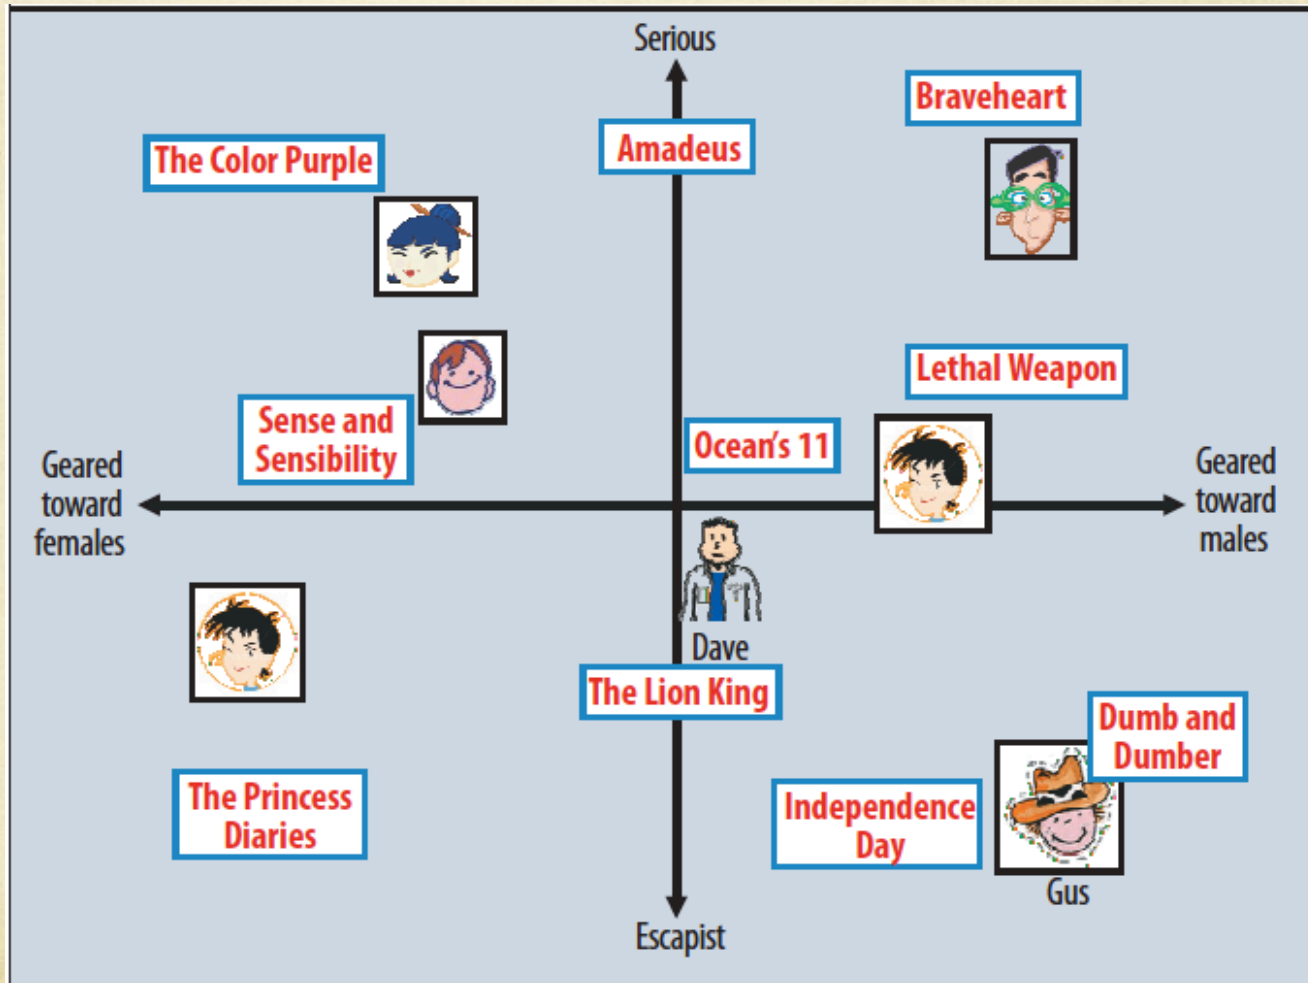 Serious
Braveheart
Amadeus
The Color Purple
Lethal Weapon
Sense and
Sensibility
Ocean's 11
Geared
toward
females
Geared
toward
males
Dave
The Lion King
Dumb and
Dumber
The Princess
Diaries
Independence
Day
Gus
Escapist